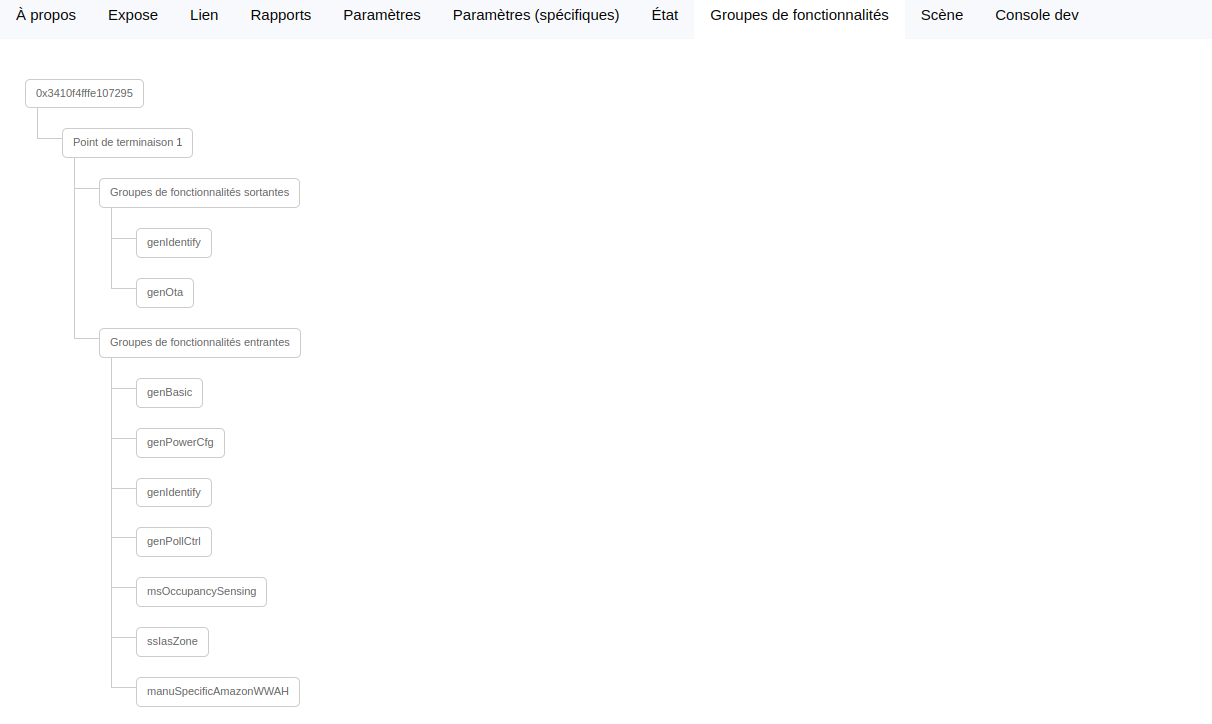 À propos Expose Lien Rapports Paramètres Paramètres (spécifiques) État Groupes de fonctionnalités Scène Console dev
0x3410f4fffe107295
Point de terminaison 1
Groupes de fonctionnalités sortantes
genIdentify
genOta
Groupes de fonctionnalités entrantes
genBasic
genPowerCfg
genIdentify
genPollCtrl
msOccupancySensing
ssIasZone
manuSpecificAmazonWWAH